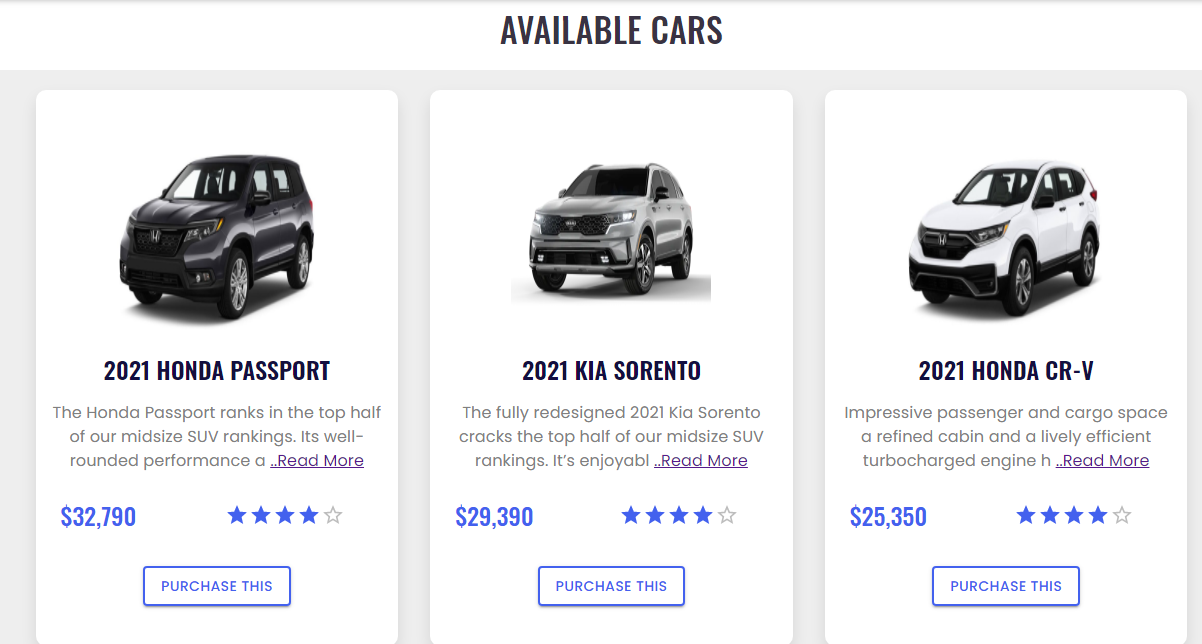 AVAILABLE CARS
2021 HONDA PASSPORT
The Honda Passport ranks in the top half
of our midsize SUV rankings. Its well-
rounded performance a ..Read More
$32,790
PURCHASE THIS
2021 KIA SORENTO
The fully redesigned 2021 Kia Sorento
cracks the top half of our midsize SUV
rankings. It’s enjoyabl ..Read More
$29,390
PURCHASE THIS
2021 HONDA CR-V
Impressive passenger and cargo space
a refined cabin and a lively efficient
turbocharged engine h ..Read More
$25,350
PURCHASE THIS